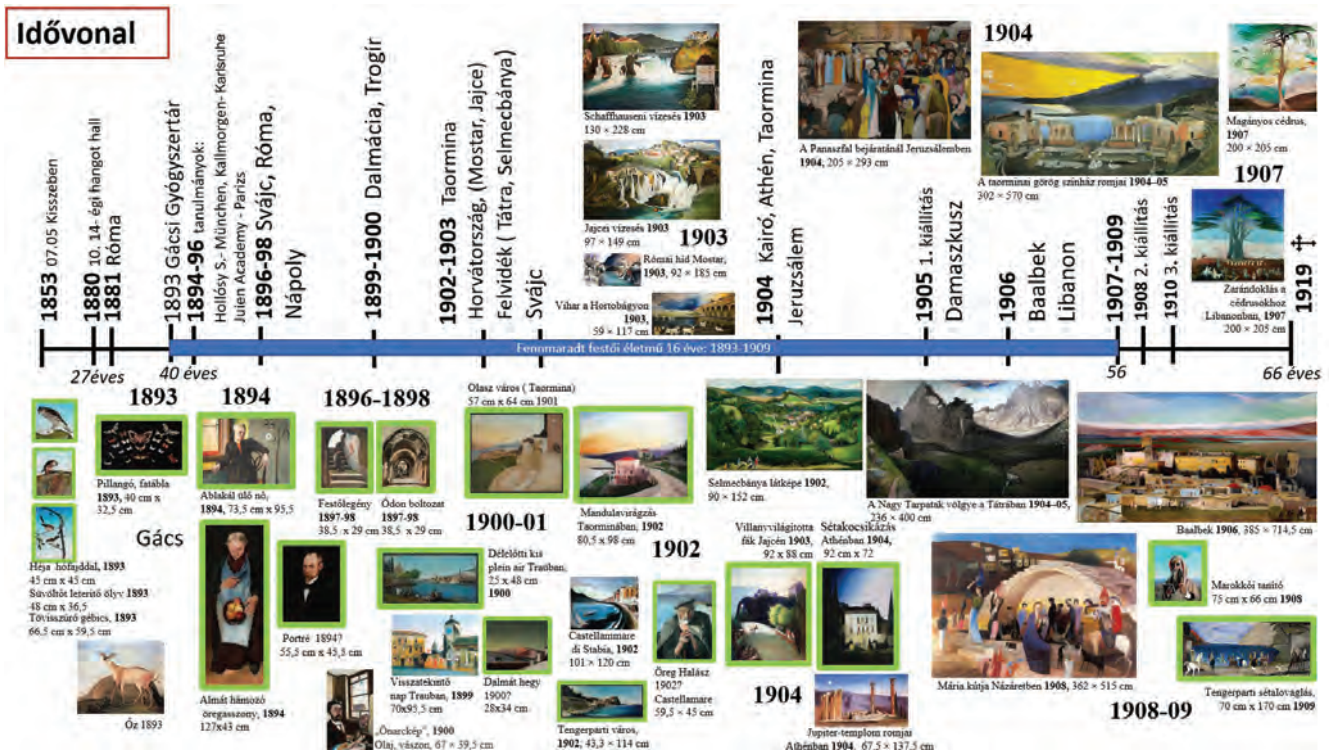 Idővonal
1853 07.05 Kisszeben
1880 10. 14- égi hangot hall
1881 Róma
1893 Gácsi Gyógyszertár
1894-96 tanulmányok:
Hollósy S.- München, Kallmorgen- Karlsruhe
Juien Academy - Parizs
1896-98 Svájc, Róma,
Nápoly
1899-1900 Dalmácia, Trogír
1902-1903 Taormina
Horvátország, (Mostar, Jajce)
Felvidék ( Tátra, Selmecbánya)
Svájc
Schaffhauseni vízesés 1903
130 × 228 cm
Jajcei vízesés 1903
97 × 149 cm
1903
Római híd Mostar,
1903, 92 × 185 cm
Vihar a Hortobágyon
1903,
59 × 117 cm
1904 Kairó, Athén, Taormina
Jeruzsálem
A Panaszfal bejáratánál Jeruzsálemben
1904, 205 × 293 cm
1904
A taorminai görög színház romjai 1904–05
302 × 570 cm
1905 1. kiállítás
Damaszkusz
1906
Baalbek
Libanon
1907-1909
1908 2. kiállítás
1910 3. kiállítás
Magányos cédrus,
1907
200 × 205 cm
1907
Zarándoklás a
cédrusokhoz
Libanonban, 1907
200 × 205 cm
1919
Fennmaradt festői életmű 16 éve: 1893-1909
27éves
40 éves
56
66 éves
1893
Pillangó, fatábla
1893, 40 cm x
32,5cm
Gács
Héja hófajddal, 1893
45 cm x 45 cm
Süvöltőt leterítő ölyv 1893
48 cm x 36,5
Tövisszúró gébics, 1893
66,5 cm x 59,5 cm
Őz 1893
1894
Ablakál ülő nő,
1894, 73,5 cm x 95,5
Almát hámozó
öregasszony, 1894
127x43 cm
Portré 1894?
55,5 cm x 45,5 cm
1896-1898
Festőlegény
1897-98
38,5 x 29 cm
Ódon boltozat
1897-98
38,5 x 29 cm
Olasz város ( Taormina)
57 cm x 64 cm 1901
1900-01
Délelőtti kis
plein air Trauban,
25 x 48 cm
1900
Visszatekintő
nap Trauban, 1899
70x95,5 cm
Dalmát hegy
1900?
28x34 cm
„Önarckép”, 1900
Olaj, vászon, 67 × 39,5 cm
Mandulavirágzás
Taorminában, 1902
80,5 x 98 cm
1902
Castellammare
di Stabia, 1902
101 × 120 cm
Tengerparti város,
1902, 43,3 × 114 cm
Öreg Halász
1902?
Castellamare
59,5 × 45 cm
Selmecbánya látképe 1902,
90 × 152 cm
Villanyvilágította
fák Jajcén 1903,
92 x 88 cm
Sétakocsikázás
Athénban 1904,
92 cm x 72
1904
Jupiter-templom romjai
Athénban 1904, 67,5 × 137,5 cm
A Nagy Tarpatak völgye a Tátrában 1904–05,
236 × 400 cm
Baalbek 1906, 385 × 714,5 cm
Mária kútja Názáretben 1908, 362 × 515 cm
Marokkói tanító
75 cm x 66 cm 1908
Tengerparti sétalovaglás,
70 cm x 170 cm 1909
1908-09